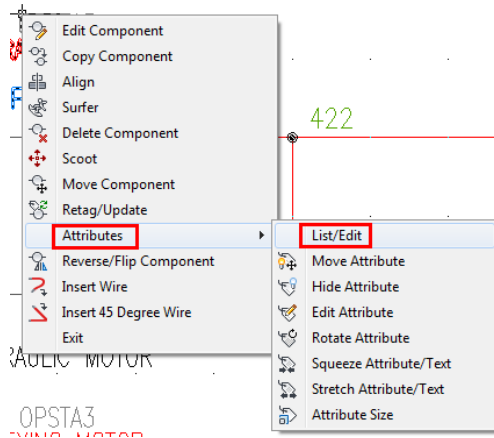 Edit Component
Copy Component
Align
Surfer
Delete Component
Scoot
Move Component
Retag/Update
Attributes
Reverse/Flip Component
Insert Wire
Insert 45 Degree Wire
Exit
422
List/Edit
Move Attribute
Hide Attribute
Edit Attribute
Rotate Attribute
Squeeze Attribute/Text
Stretch Attribute/Text
Attribute Size
MOTOR
OPSTA3
MOTOR